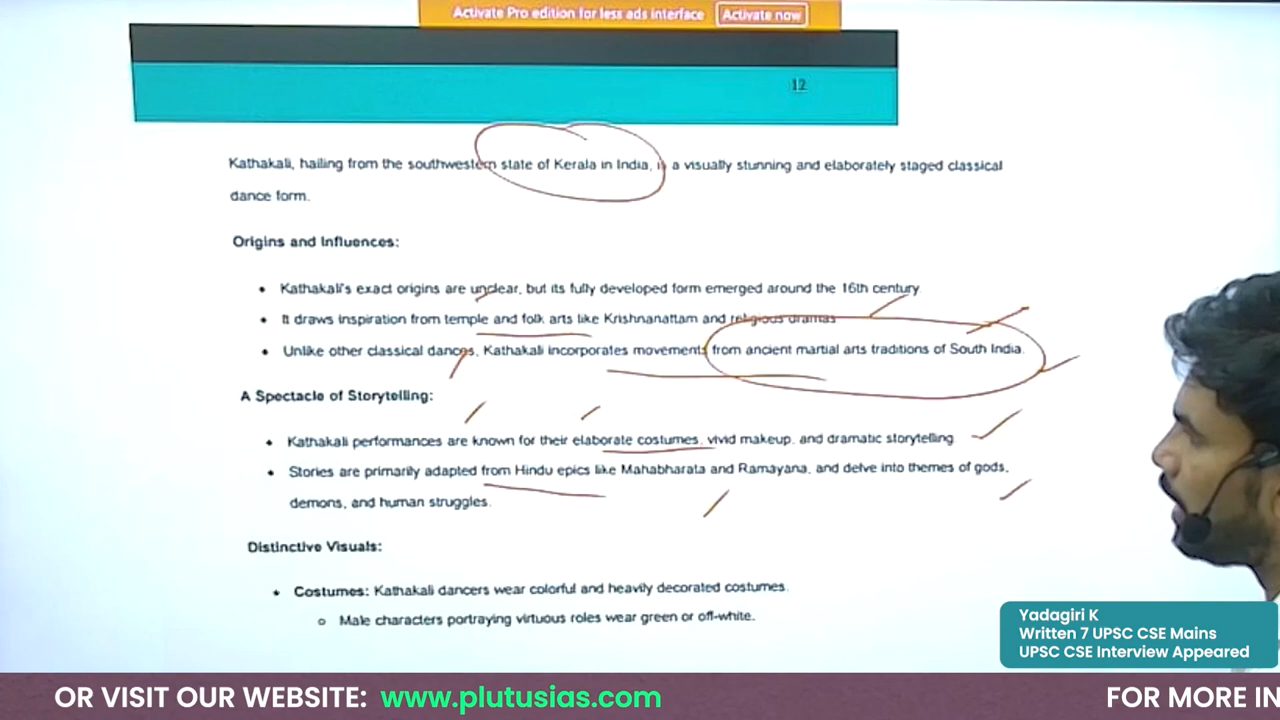 Activate Pro edition for less ads interface Activate now
12
Kathakali, hailing from the southwestern state of Kerala in India, is a visually stunning and elaborately staged classical
dance form.
Origins and Influences:
• Kathakali's exact origins are unclear, but its fully developed form emerged around the 16th century.
• It draws inspiration from temple and folk arts like Krishnanattam and religious dramas
• Unlike other classical dances, Kathakali incorporates movements from ancient martial arts traditions of South India.
A Spectacle of Storytelling:
• Kathakali performances are known for their elaborate costumes, vivid makeup, and dramatic storytelling.
• Stories are primarily adapted from Hindu epics like Mahabharata and Ramayana, and delve into themes of gods,
demons, and human struggles.
Distinctive Visuals:
• Costumes: Kathakali dancers wear colorful and heavily decorated costumes.
o Male characters portraying virtuous roles wear green or off-white.
Yadagiri K
Written 7 UPSC CSE Mains
UPSC CSE Interview Appeared
OR VISIT OUR WEBSITE: www.plutusias.com FOR MORE IN